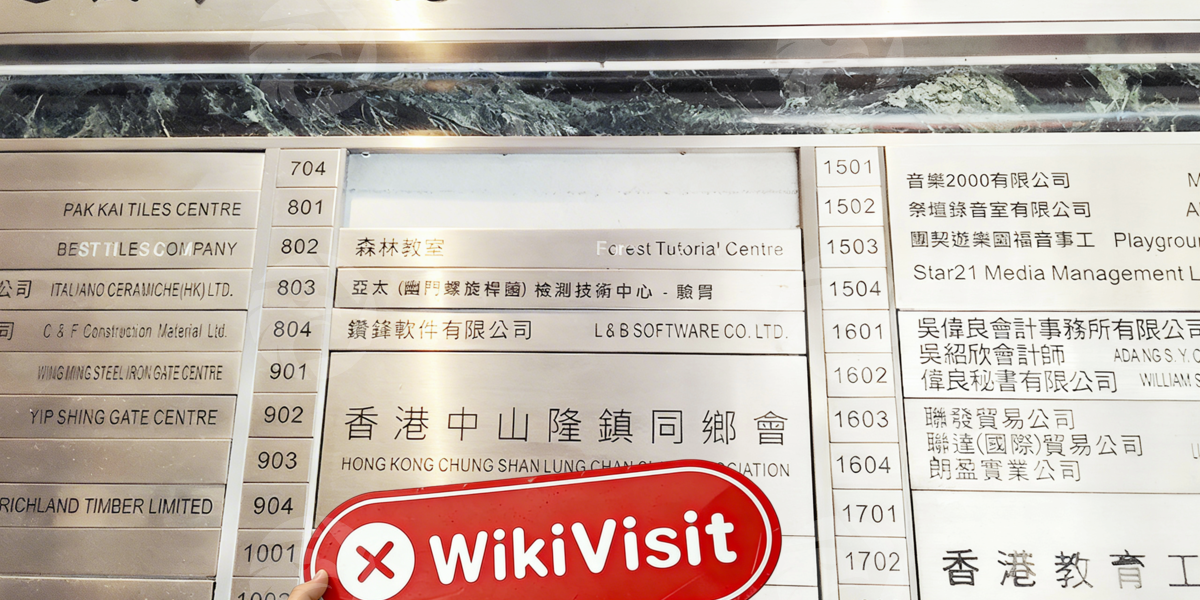 PAK KAI TILES CENTRE
BEST TILES COMPANY
公司 ITALIANO CERAMICHE(HK)LTD.
司 C & F Construction Material Ltd.
WING MING STEEL IRON GATE CENTRE
YIP SHING GATE CENTRE
RICHLAND TIMBER LIMITED
704
801
802 森林教室 Forest Tutorial Centre
803 亞太 (幽門螺旋桿菌) 檢測技術中心 - 驗胃
804 鑽鋒軟件有限公司 L & B SOFTWARE CO. LTD.
901
902 香港中山隆鎮同鄉會
903 HONG KONG CHUNG SHAN LUNG
904
1001
1501 音樂2000有限公司 M
1502 祭壇錄音室有限公司
1503 團契遊樂園福音事工 Playgrou
1504 Star21 Media Management L
1601 吳偉良會計事務所有限公司
吳紹欣會計師 ADA NG S. Y. C
1602 偉良秘書有限公司 WILLIAM S
1603 聯發貿易公司
聯達(國際)貿易公司
1604 朗盈實業公司
1701
1702 香港教育工
WikiVisit